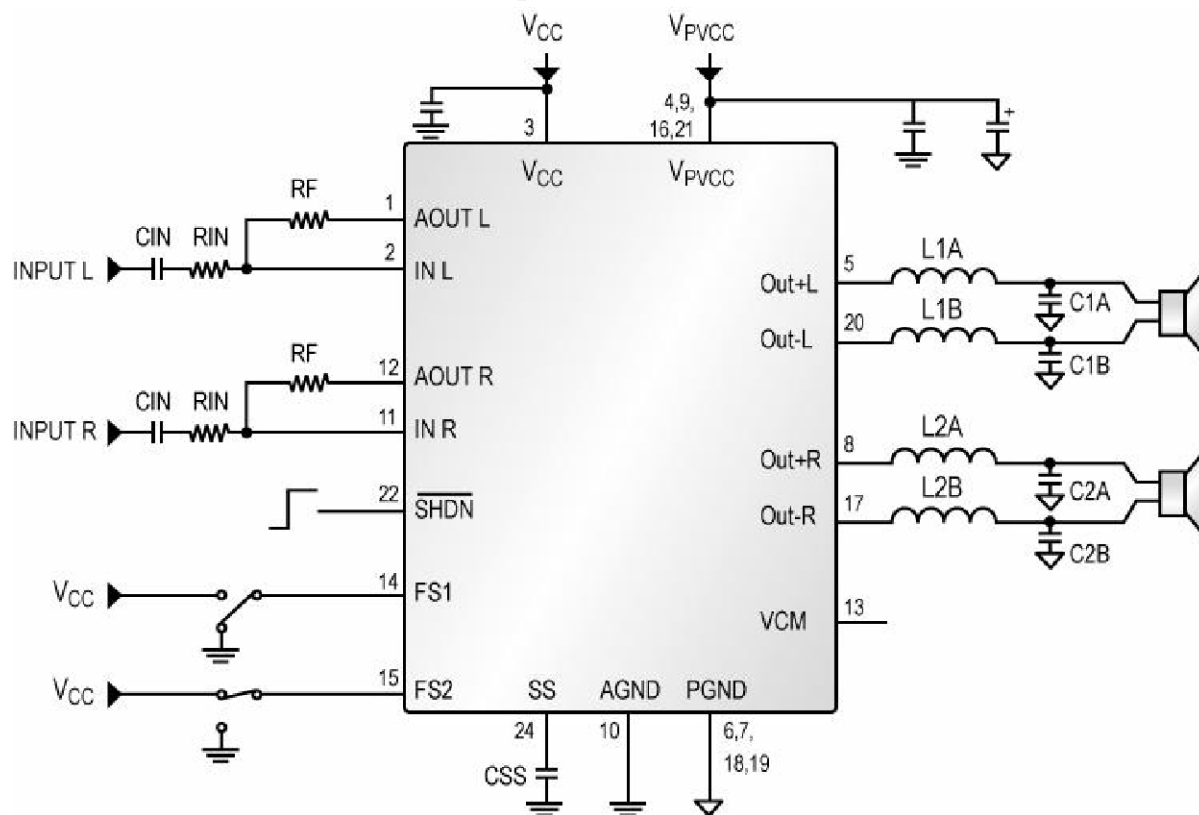 VCC
VPVCC
+
3
4,9,
16,21
VCC
VPVCC
RF
1
AOUT L
CIN
RIN
INPUT L
2
IN L
5
L1A
Out+L
C1A
20
L1B
Out-L
C1B
RF
12
AOUT R
CIN
RIN
INPUT R
11
IN R
8
L2A
Out+R
C2A
17
L2B
Out-R
C2B
22
SHDN
VCC
14
FS1
VCM
13
VCC
15
FS2
SS
AGND
PGND
24
10
6,7,
18,19
CSS